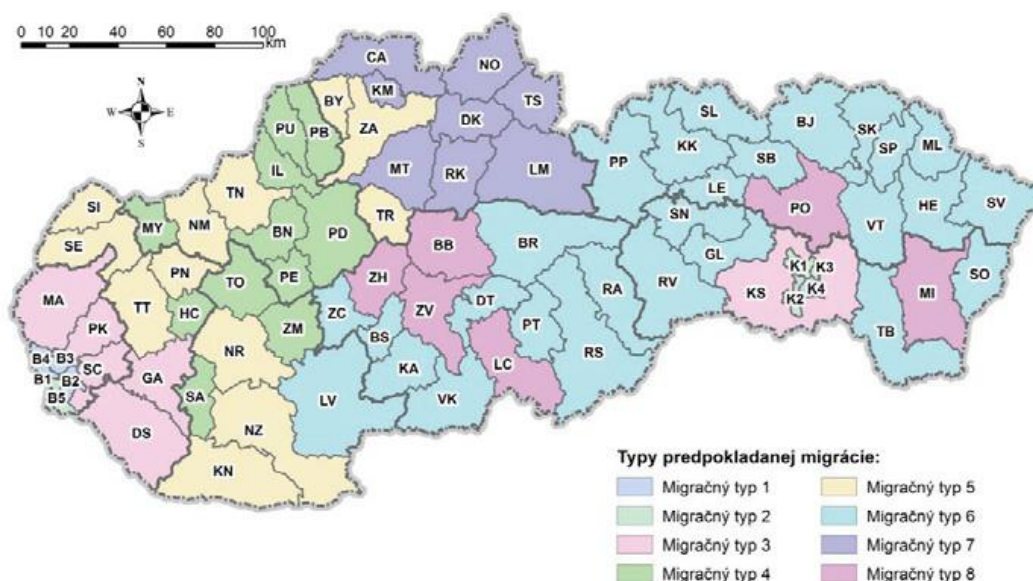 0 20 40 60 80 100
km
N
W E
S
CA
NO
KM
TS
BY
ZA
DK
PU
PB
IL
MT
RK
LM
PP
SL
KK
BJ
SK
SP
ML
SB
LE
SN
PO
VT
HE
SV
TN
SI
MY
NM
SE
BN
PD
TR
BB
BR
GL
RV
K1
K3
KS
K2
K4
MI
SO
PN
TO
PE
ZH
MA
TT
HC
ZM
ZC
ZV
DT
RA
TB
PK
BS
PT
B4
B3
SC
NR
GA
LC
RS
B1
B2
B5
SA
KA
LV
VK
DS
NZ
KN
Typy predpokladanej migrácie:
Migračný typ 1
Migračný typ 2
Migračný typ 3
Migračný typ 4
Migračný typ 5
Migračný typ 6
Migračný typ 7
Migračný typ 8